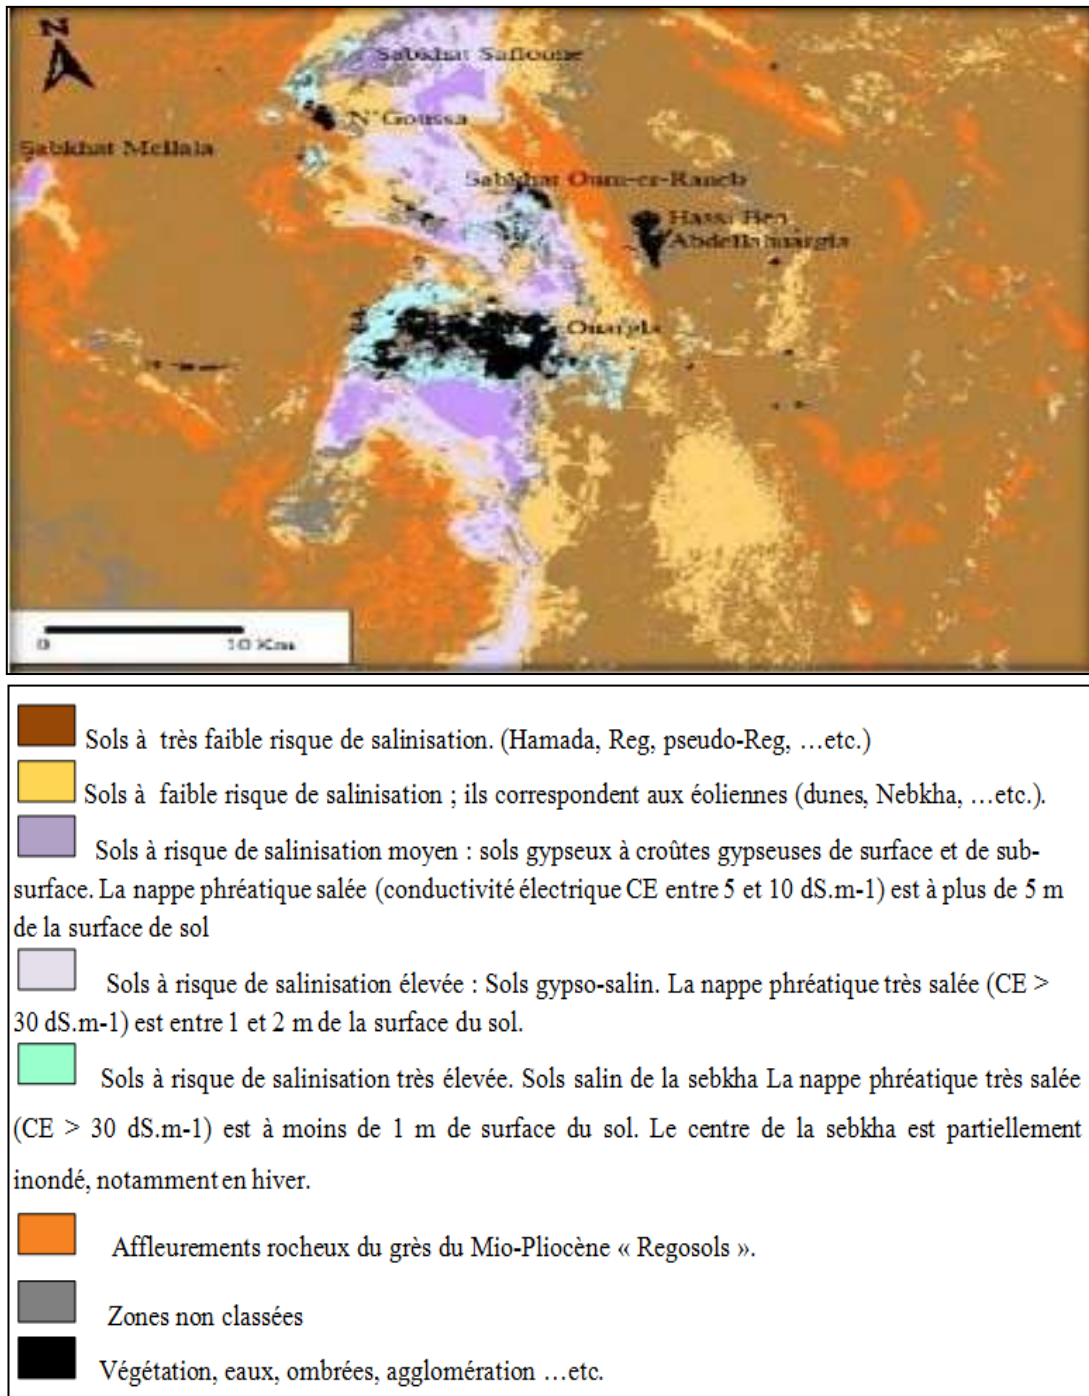 N
Sabkhat Safioune
N'Goussa
Sabkhat Mellala
Sabkhat Oum-er-Raneb
Hassi Ben
Abdellahuargla
Ouargla
0 10 Kms
Sols à très faible risque de salinisation. (Hamada, Reg, pseudo-Reg, …etc.)
Sols à faible risque de salinisation ; ils correspondent aux éoliennes (dunes, Nebkha, …etc.).
Sols à risque de salinisation moyen : sols gypseux à croûtes gypseuses de surface et de sub-
surface. La nappe phréatique salée (conductivité électrique CE entre 5 et 10 dS.m-1) est à plus de 5 m
de la surface de sol
Sols à risque de salinisation élevée : Sols gypso-salin. La nappe phréatique très salée (CE >
30 dS.m-1) est entre 1 et 2 m de la surface du sol.
Sols à risque de salinisation très élevée. Sols salin de la sebkha La nappe phréatique très salée
(CE > 30 dS.m-1) est à moins de 1 m de surface du sol. Le centre de la sebkha est partiellement
inondé, notamment en hiver.
Affleurements rocheux du grès du Mio-Pliocène « Regosols ».
Zones non classées
Végétation, eaux, ombrées, agglomération …etc.